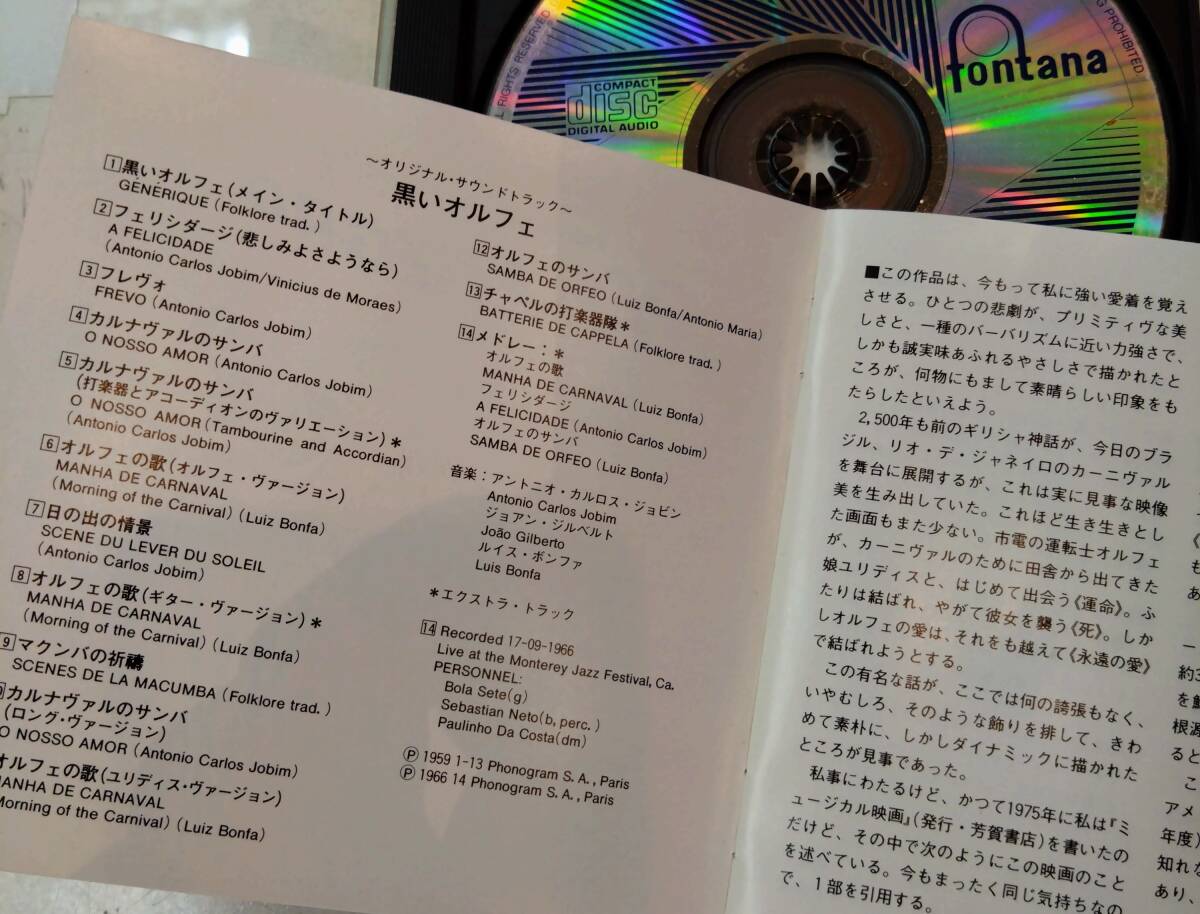 RIGHTS RESERVED
COMPACT
disc
DIGITAL AUDIO
fontana
PROHIBITED.
~オリジナル・サウンドトラック~
黒いオルフェ
1 黒いオルフェ(メイン・タイトル)
GÉNÉRIQUE (Folklore trad.)
2 フェリシダージ(悲しみよさようなら)
A FELICIDADE
(Antonio Carlos Jobim/Vinicius de Moraes)
3 フレヴォ
FREVO (Antonio Carlos Jobim)
4 カルナヴァルのサンバ
O NOSSO AMOR (Antonio Carlos Jobim)
5 カルナヴァルのサンバ
(打楽器とアコーディオンのヴァリエーション)*
O NOSSO AMOR (Tambourine and Accordian)
(Antonio Carlos Jobim)
6 オルフェの歌(オルフェ・ヴァージョン)
MANHA DE CARNAVAL
(Morning of the Carnival) (Luiz Bonfa)
7 日の出の情景
SCENE DU LEVER DU SOLEIL
(Antonio Carlos Jobim)
8 オルフェの歌(ギター・ヴァージョン)*
MANHA DE CARNAVAL
(Morning of the Carnival) (Luiz Bonfa)
9 マクンバの祈禱
SCENES DE LA MACUMBA (Folklore trad.)
カルナヴァルのサンバ
(ロング・ヴァージョン)
O NOSSO AMOR (Antonio Carlos Jobim)
オルフェの歌(ユリディス・ヴァージョン)
MANHA DE CARNAVAL
(Morning of the Carnival) (Luiz Bonfa)
12 オルフェのサンバ
SAMBA DE ORFEO (Luiz Bonfa/Antonio Maria)
13 チャペルの打楽器隊*
BATTERIE DE CAPPELA (Folklore trad.)
14 メドレー:*
オルフェの歌
MANHA DE CARNAVAL (Luiz Bonfa)
フェリシダージ
A FELICIDADE (Antonio Carlos Jobim)
オルフェのサンバ
SAMBA DE ORFEO (Luiz Bonfa)
音楽:アントニオ・カルロス・ジョビン
Antonio Carlos Jobim
ジョアン・ジルベルト
João Gilberto
ルイス・ボンファ
Luis Bonfa
*エクストラ・トラック
14 Recorded 17-09-1966
Live at the Monterey Jazz Festival, Ca.
PERSONNEL:
Bola Sete(g)
Sebastian Neto(b, perc.)
Paulinho Da Costa(dm)
Ⓟ 1959 1-13 Phonogram S. A., Paris
Ⓟ 1966 14 Phonogram S. A., Paris
■この作品は、今もって私に強い愛着を覚え
させる。ひとつの悲劇が、プリミティヴな美
しさと、一種のバーバリズムに近い力強さで、
しかも誠実味あふれるやさしさで描かれたと
ころが、何物にもまして素晴らしい印象をも
たらしたといえよう。
2,500年も前のギリシャ神話が、今日のブラ
ジル、リオ・デ・ジャネイロのカーニヴァル
を舞台に展開するが、これは実に見事な映像
美を生み出していた。これほど生き生きとし
た画面もまた少ない。市電の運転士オルフェ
が、カーニヴァルのために田舎から出てきた
娘ユリディスと、はじめて出会う《運命》。ふ
たりは結ばれ、やがて彼女を襲う《死》。しか
しオルフェの愛は、それをも越えて《永遠の愛》
で結ばれようとする。
この有名な話が、ここでは何の誇張もなく、
いやむしろ、そのような飾りを排して、きわ
めて素朴に、しかしダイナミックに描かれた
ところが見事であった。
私事にわたるけど、かつて1975年に私は『ミ
ュージカル映画』(発行・芳賀書店)を書いたの
だけど、その中で次のようにこの映画のこと
を述べている。今もまったく同じ気持ちなの
で、1部を引用する。
も
あ
約3
を鮮
根源
ると
こ
アメ
年度)
知れな
あり、